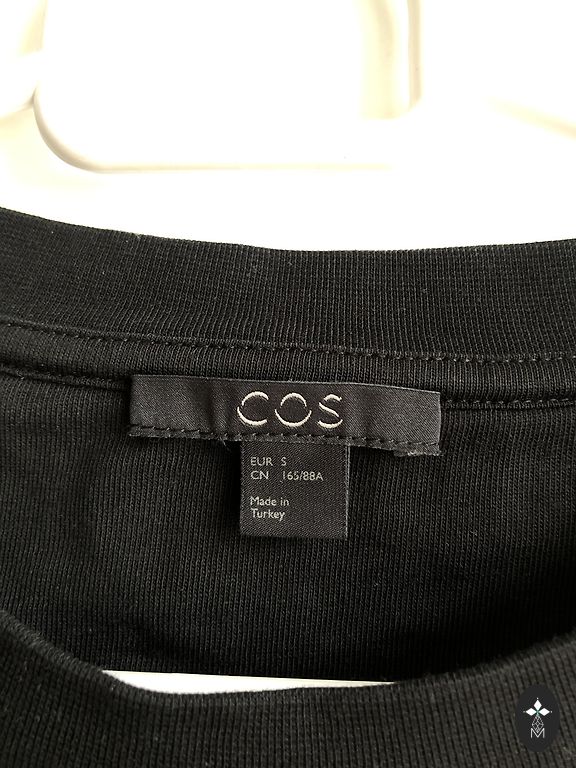 COS
EUR S
CN 165/88A
Made in
Turkey
M